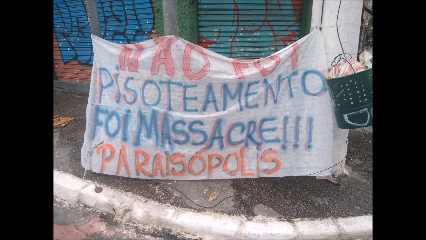 NÃO FOI
PISOTEAMENTO
FOI MASSACRE!!!
PARAISÓPOLIS